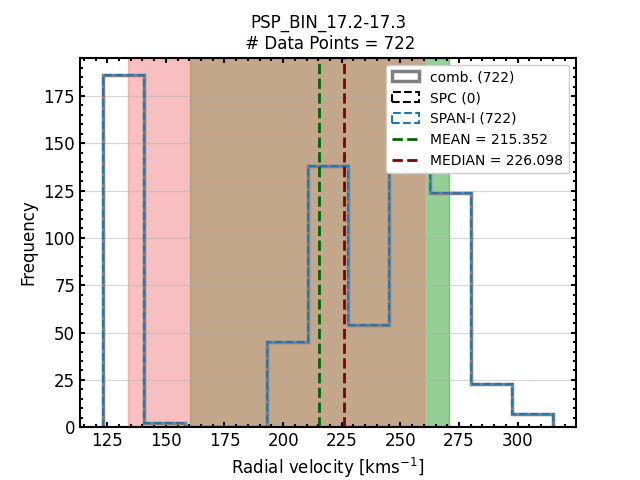 PSP_BIN_17.2-17.3
# Data Points = 722
comb. (722)
SPC (0)
SPAN-I (722)
MEAN = 215.352
MEDIAN = 226.098
Frequency
175
150
125
100
75
50
25
0
125 150 175 200 225 250 275 300
Radial velocity [kms⁻¹]